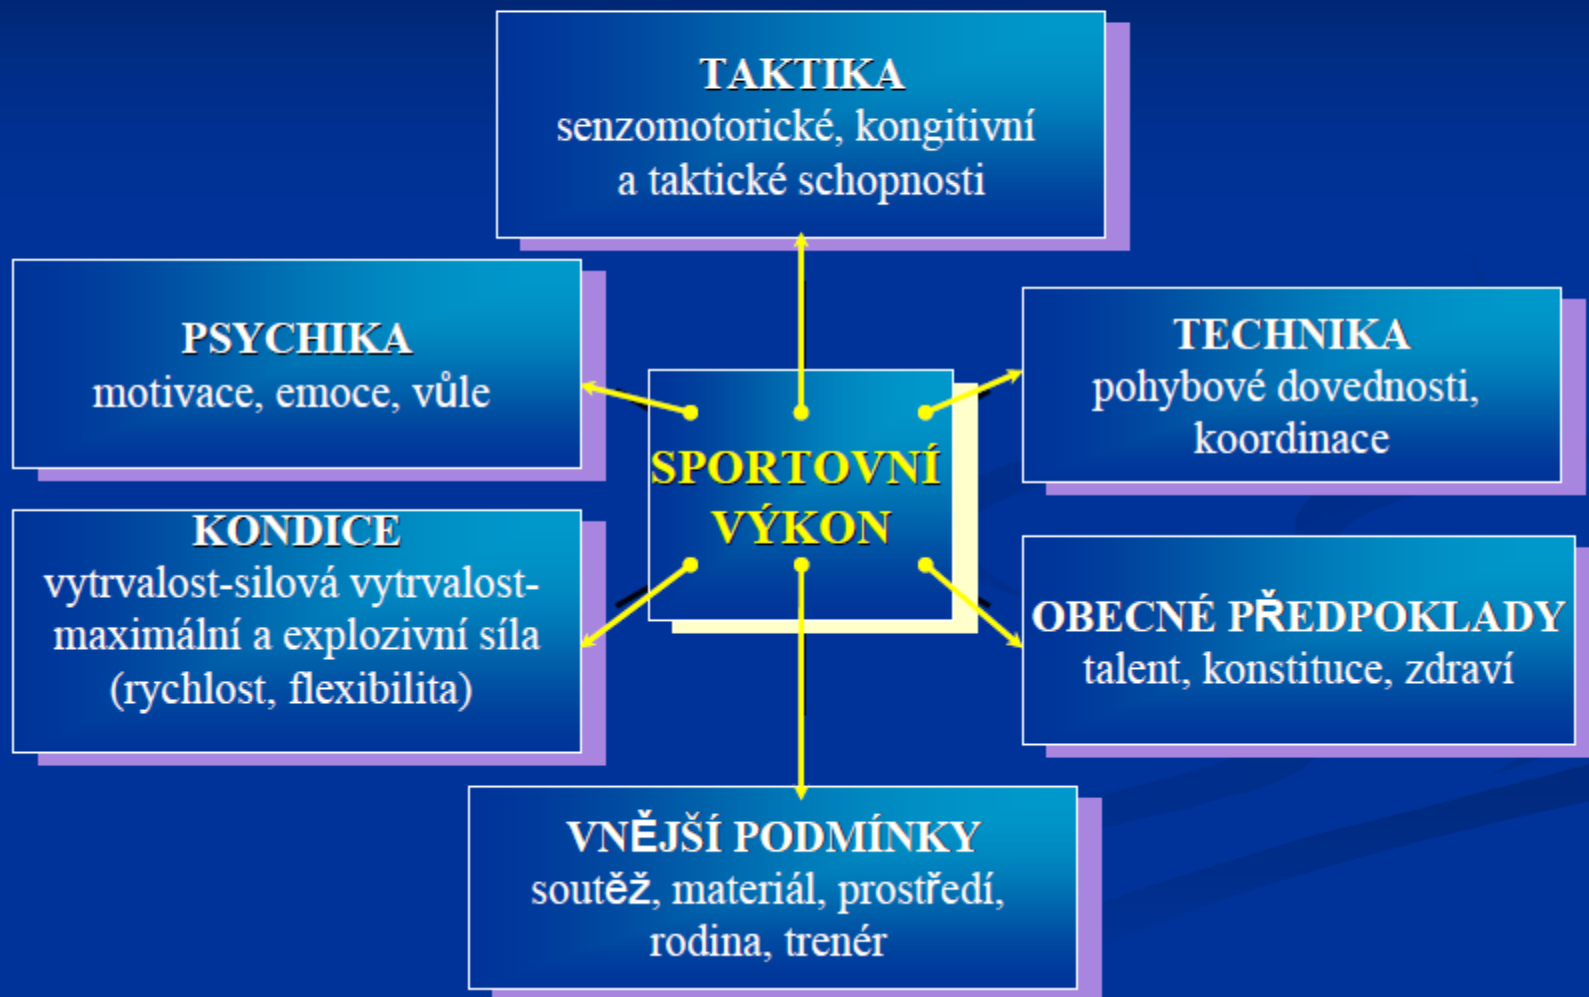 TAKTIKA
senzomotorické, kongitivní
a taktické schopnosti
PSYCHIKA
motivace, emoce, vůle
TECHNIKA
pohybové dovednosti,
koordinace
SPORTOVNÍ
VÝKON
KONDICE
vytrvalost-silová vytrvalost-
maximální a explozivní síla
(rychlost, flexibilita)
OBECNÉ PŘEDPOKLADY
talent, konstituce, zdraví
VNĚJŠÍ PODMÍNKY
soutěž, materiál, prostředí,
rodina, trenér